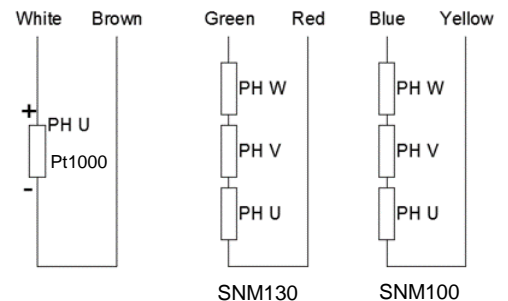 White Brown Green Red Blue Yellow
PH W PH W
+
PH U
PH V PH V
Pt1000
-
PH U PH U
SNM130 SNM100